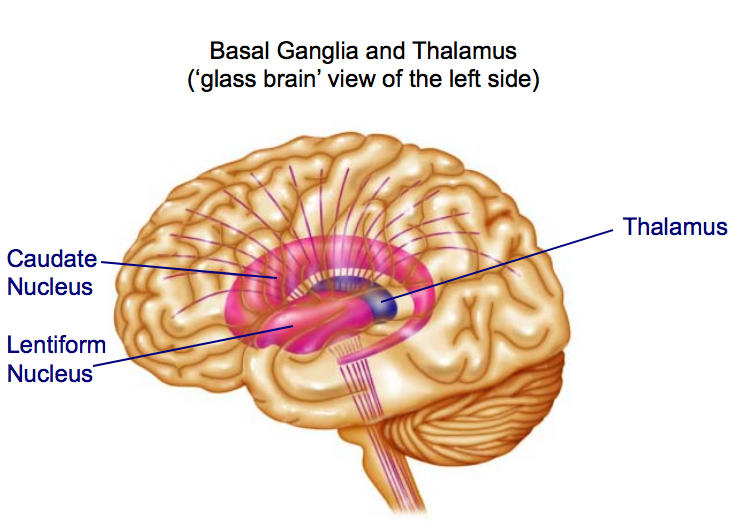 Basal Ganglia and Thalamus
(‘glass brain’ view of the left side)
Thalamus
Caudate
Nucleus
Lentiform
Nucleus